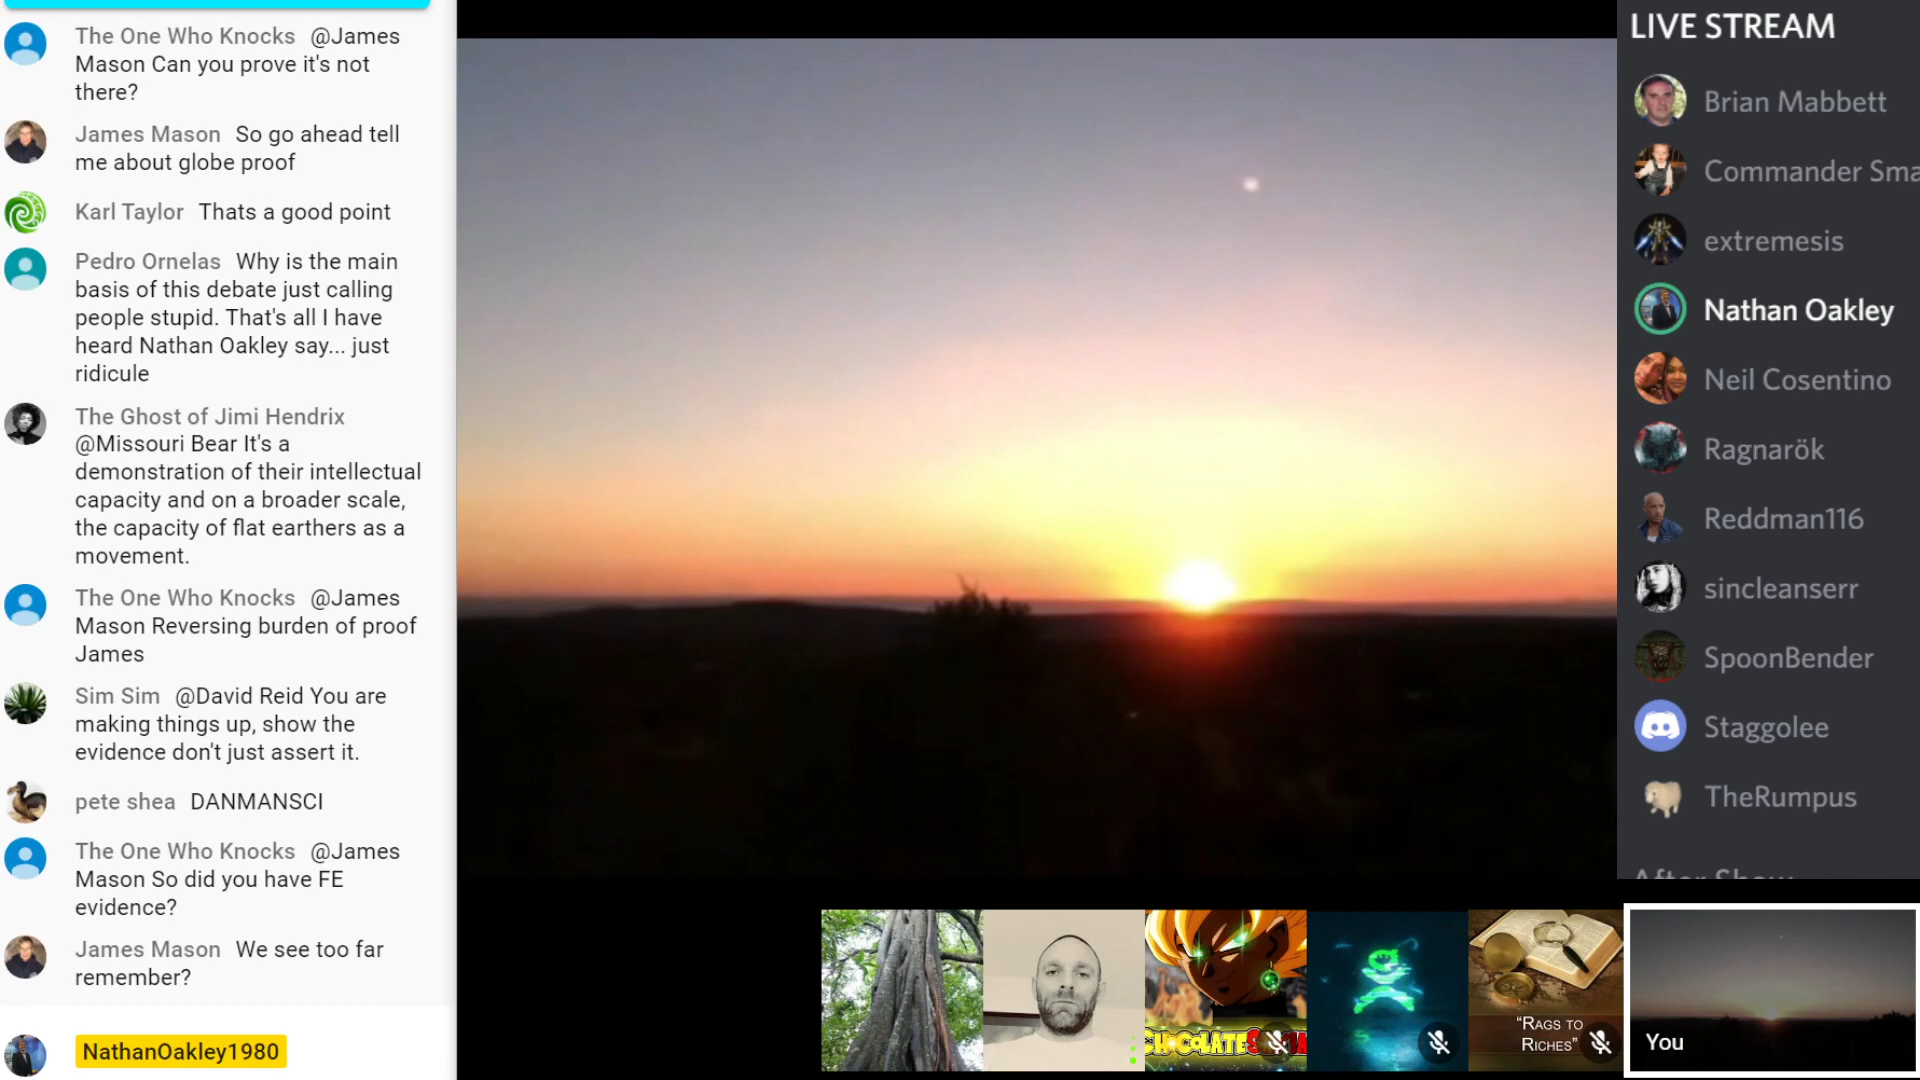 The One Who Knocks @James
Mason Can you prove it's not
there?
James Mason So go ahead tell
me about globe proof
Karl Taylor Thats a good point
Pedro Ornelas Why is the main
basis of this debate just calling
people stupid. That's all I have
heard Nathan Oakley say... just
ridicule
The Ghost of Jimi Hendrix
@Missouri Bear It's a
demonstration of their intellectual
capacity and on a broader scale,
the capacity of flat earthers as a
movement.
The One Who Knocks @James
Mason Reversing burden of proof
James
Sim Sim @David Reid You are
making things up, show the
evidence don't just assert it.
pete shea DANMANSCI
The One Who Knocks @James
Mason So did you have FE
evidence?
James Mason We see too far
remember?
NathanOakley1980
LIVE STREAM
Brian Mabbett
Commander Sma
extremesis
Nathan Oakley
Neil Cosentino
Ragnarök
Reddman116
sincleanserr
SpoonBender
Staggolee
TheRumpus
After Show
CHOCOLATE
"RAGS TO
RICHES"
You